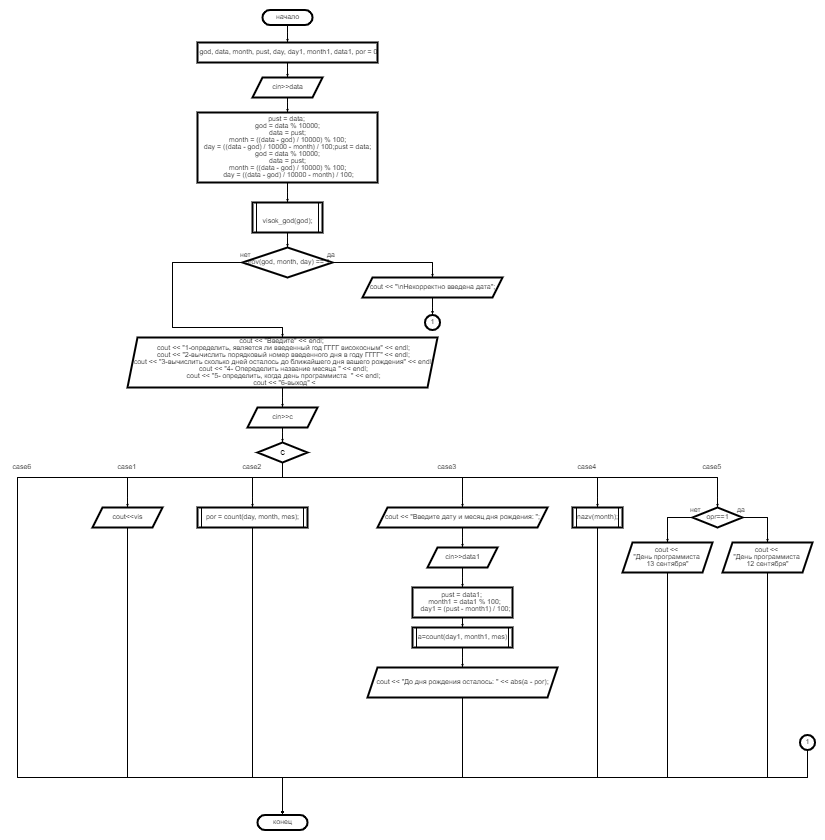 начало
god, data, month, pust, day, day1, month1, data1, por = 0
cin>>data
pust = data;
god = data % 10000;
data = pust;
month = ((data - god) / 10000) % 100;
day = ((data - god) / 10000 - month) / 100;pust = data;
god = data % 10000;
data = pust;
month = ((data - god) / 10000) % 100;
day = ((data - god) / 10000 - month) / 100;
visok_god(god);
нет
да
(god, month, day) ==
cout << "\nНекорректно введена дата";
1
cout << "Введите" << endl;
cout << "1-определить, является ли введенный год ГГГГ високосным" << endl;
cout << "2-вычислить порядковый номер введенного дня в году ГГГГ" << endl;
cout << "3-вычислить сколько дней осталось до ближайшего дня вашего рождения" << endl;
cout << "4- Опеределить название месяца " << endl;
cout << "5- определить, когда день программиста " << endl;
cout << "6-выход" <
cin>>c
c
case6
case1
case2
case3
case4
case5
cout<<vis
por = count(day, month, mes);
cout << "Введите дату и месяц дня рождения: ";
nazv(month);
нет
opr==1
да
cin>>data1
cout <<
"День программиста
13 сентября"
cout <<
"День программиста
12 сентября"
pust = data1;
month1 = data1 % 100;
day1 = (pust - month1) / 100;
a=count(day1, month1, mes)
cout << "До дня рождения осталось: " << abs(a - por);
1
конец